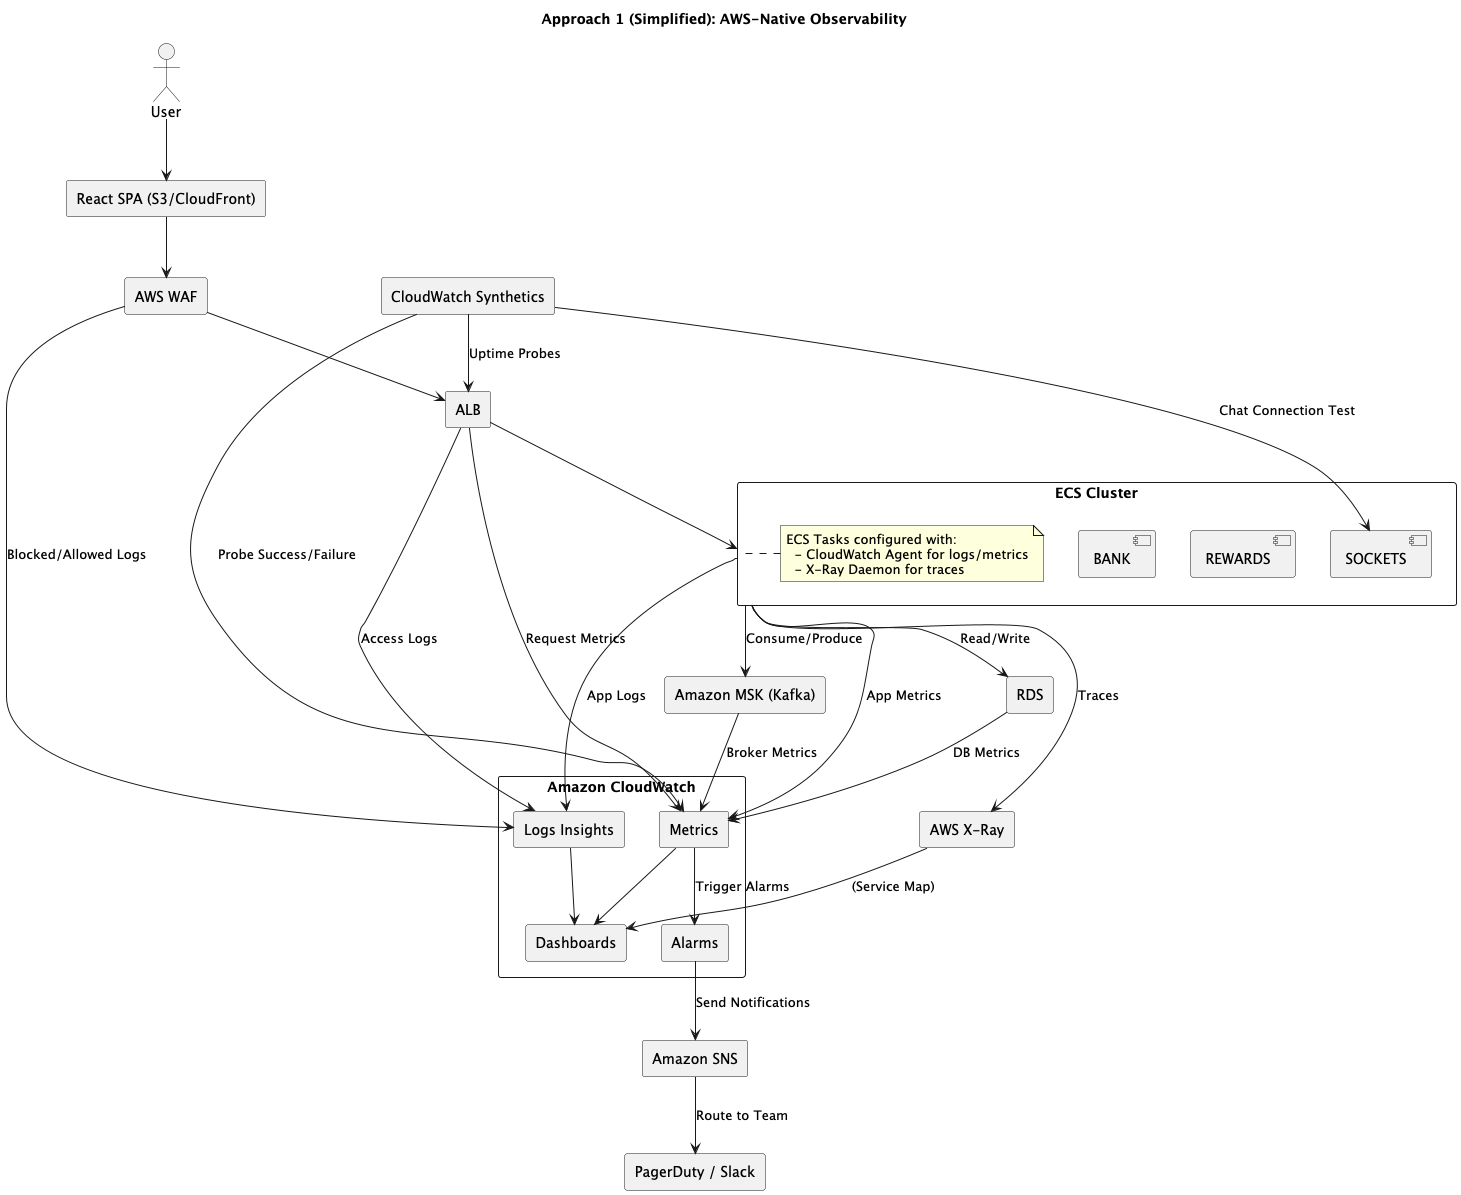 Approach 1 (Simplified): AWS-Native Observability
User
React SPA (S3/CloudFront)
AWS WAF
CloudWatch Synthetics
Uptime Probes
ALB
Chat Connection Test
ECS Cluster
ECS Tasks configured with:
- CloudWatch Agent for logs/metrics
- X-Ray Daemon for traces
BANK
REWARDS
SOCKETS
Blocked/Allowed Logs
Probe Success/Failure
Access Logs
Request Metrics
Consume/Produce
Read/Write
App Logs
Amazon MSK (Kafka)
App Metrics
RDS
Traces
Broker Metrics
DB Metrics
Amazon CloudWatch
Logs Insights
Metrics
AWS X-Ray
Trigger Alarms
(Service Map)
Dashboards
Alarms
Send Notifications
Amazon SNS
Route to Team
PagerDuty / Slack